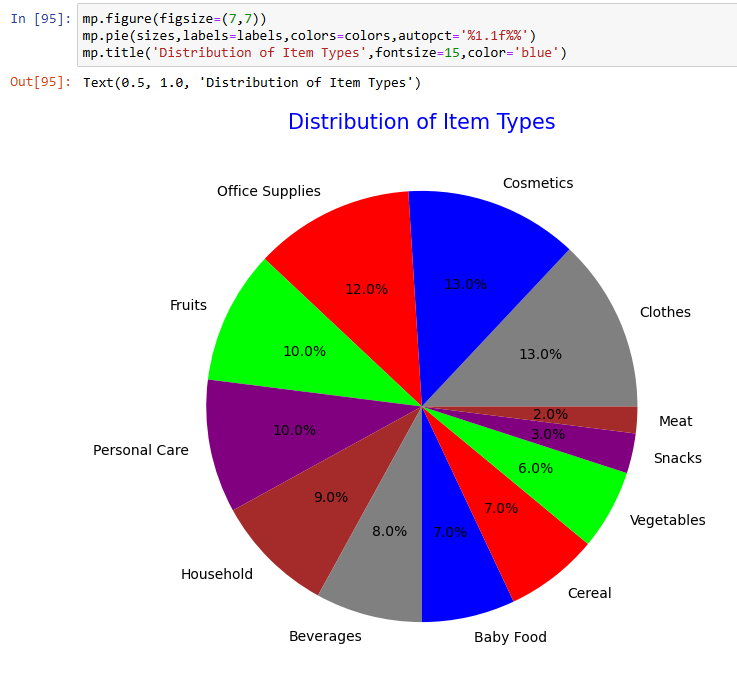 In [95]: mp.figure(figsize=(7,7))
mp.pie(sizes,labels=labels,colors=colors,autopct='%1.1f%%')
mp.title('Distribution of Item Types',fontsize=15,color='blue')
Out[95]: Text(0.5, 1.0, 'Distribution of Item Types')
Distribution of Item Types
Cosmetics
Office Supplies
13.0%
12.0%
Fruits
Clothes
10.0%
13.0%
2.0%
Meat
10.0%
3.0%
Personal Care
Snacks
6.0%
9.0%
7.0%
Vegetables
8.0%
7.0%
Household
Cereal
Beverages
Baby Food